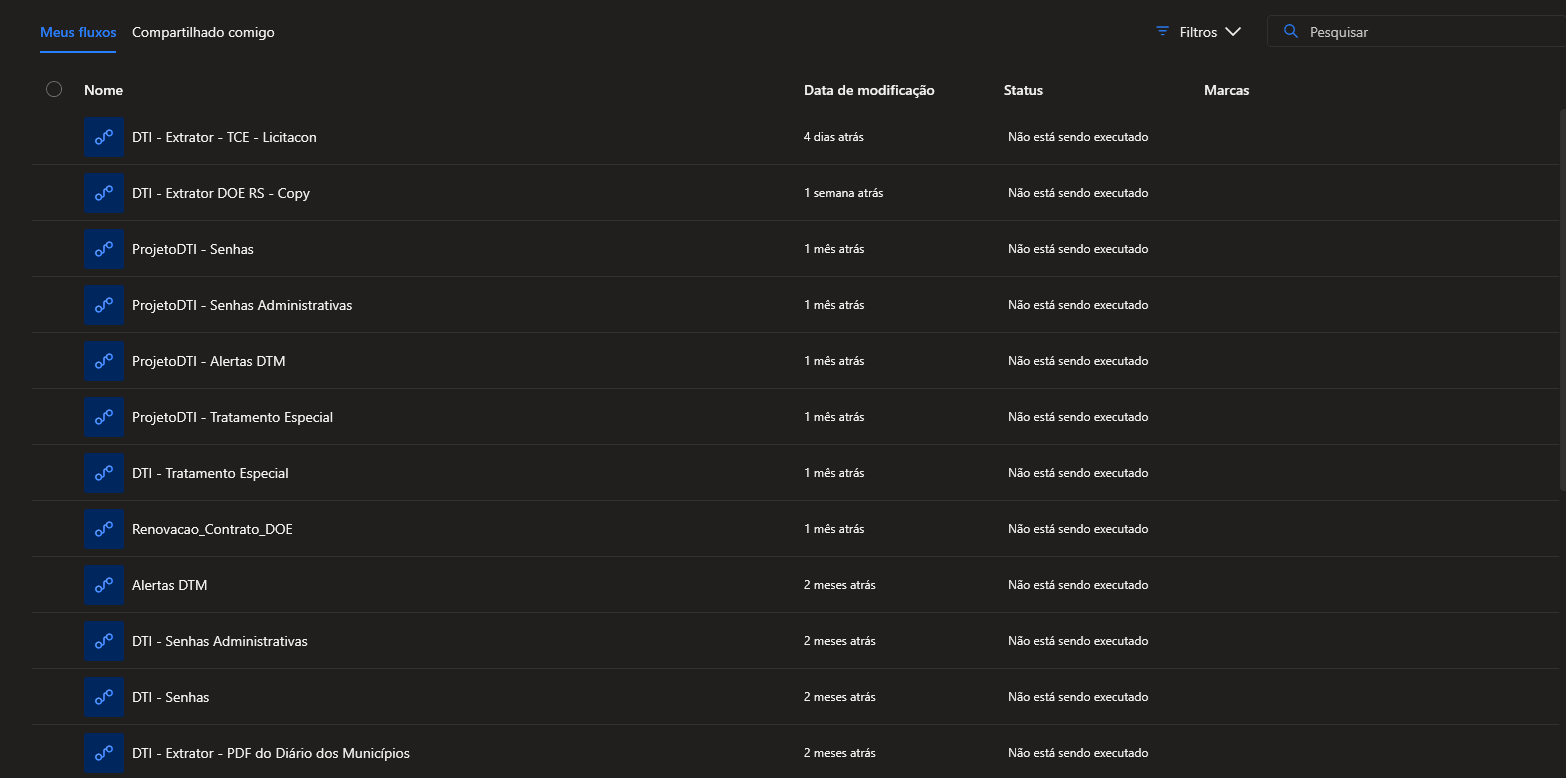 Meus fluxos Compartilhado comigo Filtros Pesquisar
Nome Data de modificação Status Marcas
DTI - Extrator - TCE - Licitacon 4 dias atrás Não está sendo executado
DTI - Extrator DOE RS - Copy 1 semana atrás Não está sendo executado
ProjetoDTI - Senhas 1 mês atrás Não está sendo executado
ProjetoDTI - Senhas Administrativas 1 mês atrás Não está sendo executado
ProjetoDTI - Alertas DTM 1 mês atrás Não está sendo executado
ProjetoDTI - Tratamento Especial 1 mês atrás Não está sendo executado
DTI - Tratamento Especial 1 mês atrás Não está sendo executado
Renovacao_Contrato_DOE 1 mês atrás Não está sendo executado
Alertas DTM 2 meses atrás Não está sendo executado
DTI - Senhas Administrativas 2 meses atrás Não está sendo executado
DTI - Senhas 2 meses atrás Não está sendo executado
DTI - Extrator - PDF do Diário dos Municípios 2 meses atrás Não está sendo executado